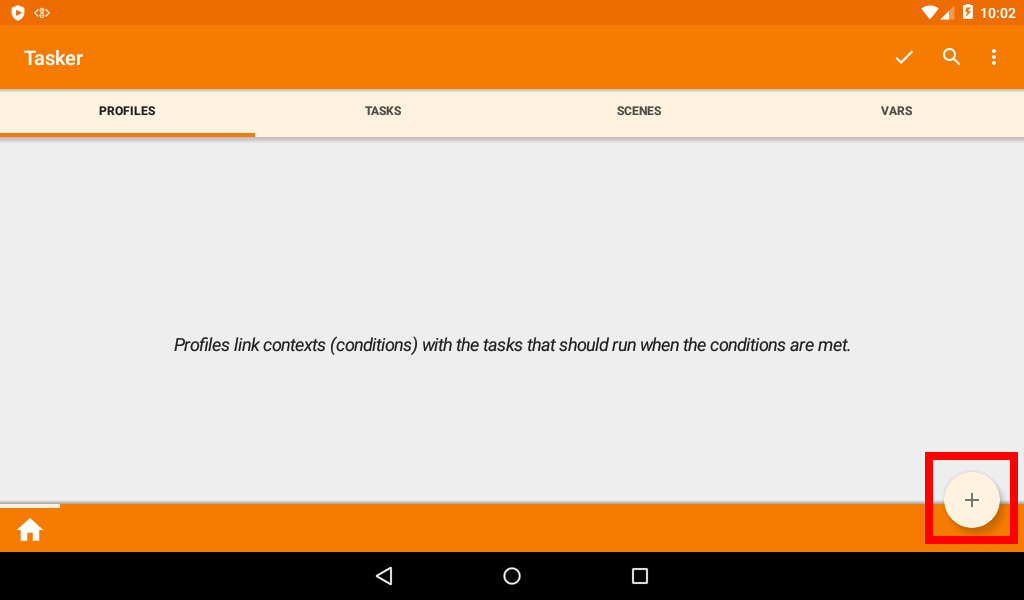 10:02
Tasker
PROFILES
TASKS
SCENES
VARS
Profiles link contexts (conditions) with the tasks that should run when the conditions are met.